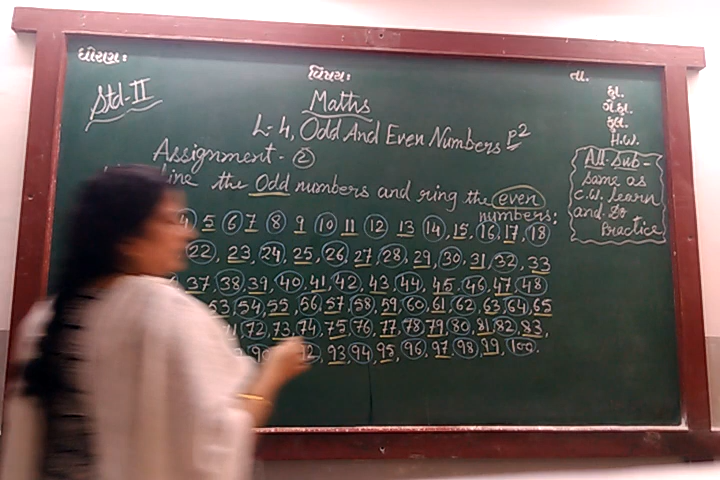 ધોરણઃ
વિષયઃ
તા.
Std-II
Maths
L-4, Odd And Even Numbers P2
Assignment - 2
line the Odd numbers and ring the even
numbers:
4, 5, 6, 7, 8, 9, 10, 11, 12, 13, 14, 15, 16, 17, 18
22, 23, 24, 25, 26, 27, 28, 29, 30, 31, 32, 33
37, 38, 39, 40, 41, 42, 43, 44, 45, 46, 47, 48
53, 54, 55, 56, 57, 58, 59, 60, 61, 62, 63, 64, 65
71, 72, 73, 74, 75, 76, 77, 78, 79, 80, 81, 82, 83,
90, 92, 93, 94, 95, 96, 97, 98, 99, 100.
H.W.
All-Sub-
Same as
C.W. Learn
and Do
Practice